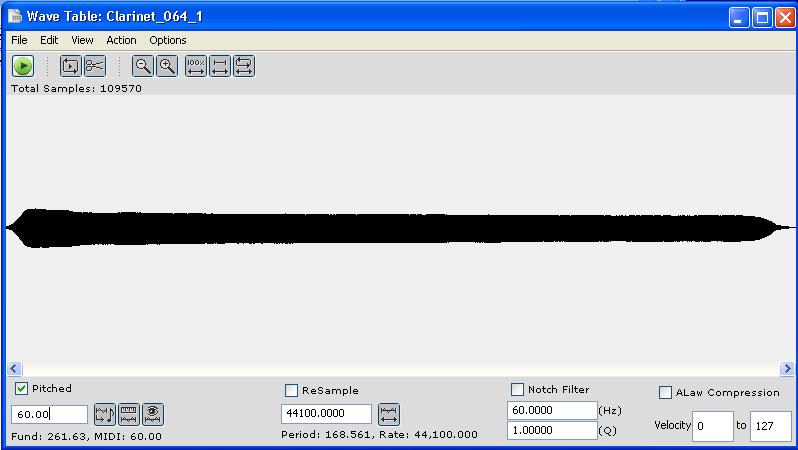 Wave Table: Clarinet_064_1
File Edit View Action Options
100%
Total Samples: 109570
Pitched
ReSample
Notch Filter
ALaw Compression
60.00
44100.0000
60.0000 (Hz)
1.00000 (Q)
Velocity 0 to 127
Fund: 261.63, MIDI: 60.00
Period: 168.561, Rate: 44,100.000